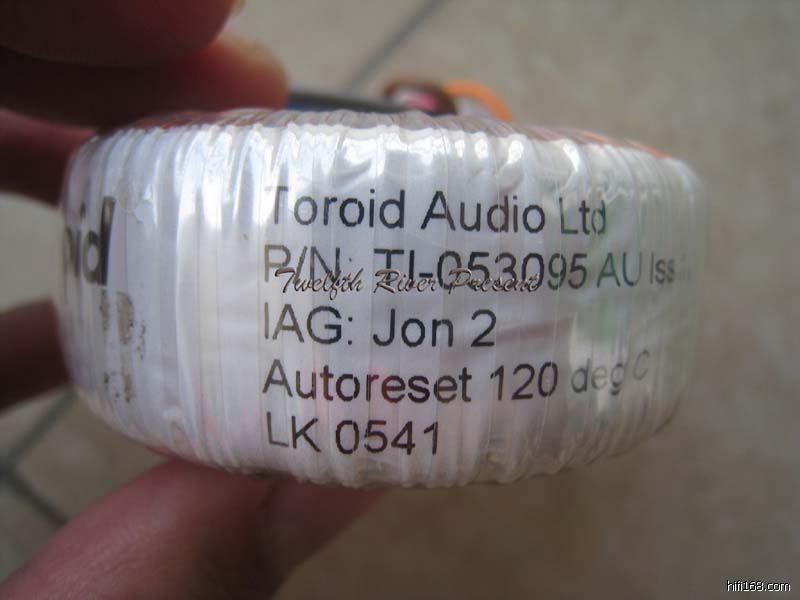 Toroid Audio Ltd
P/N: TI-053095 AU Iss
Twelfth River Present
IAG: Jon 2
Autoreset 120 deg C
LK 0541
hifi168.com